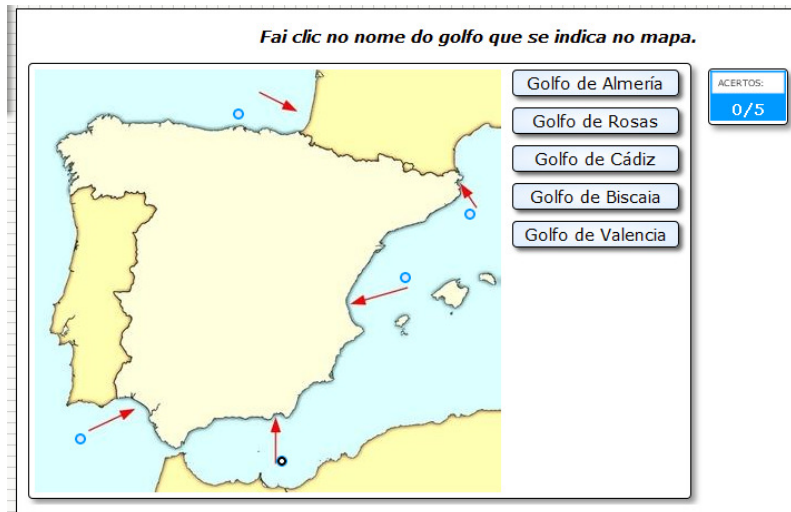 Fai clic no nome do golfo que se indica no mapa.
Golfo de Almería
Golfo de Rosas
Golfo de Cádiz
Golfo de Biscaia
Golfo de Valencia
ACERTOS:
0/5